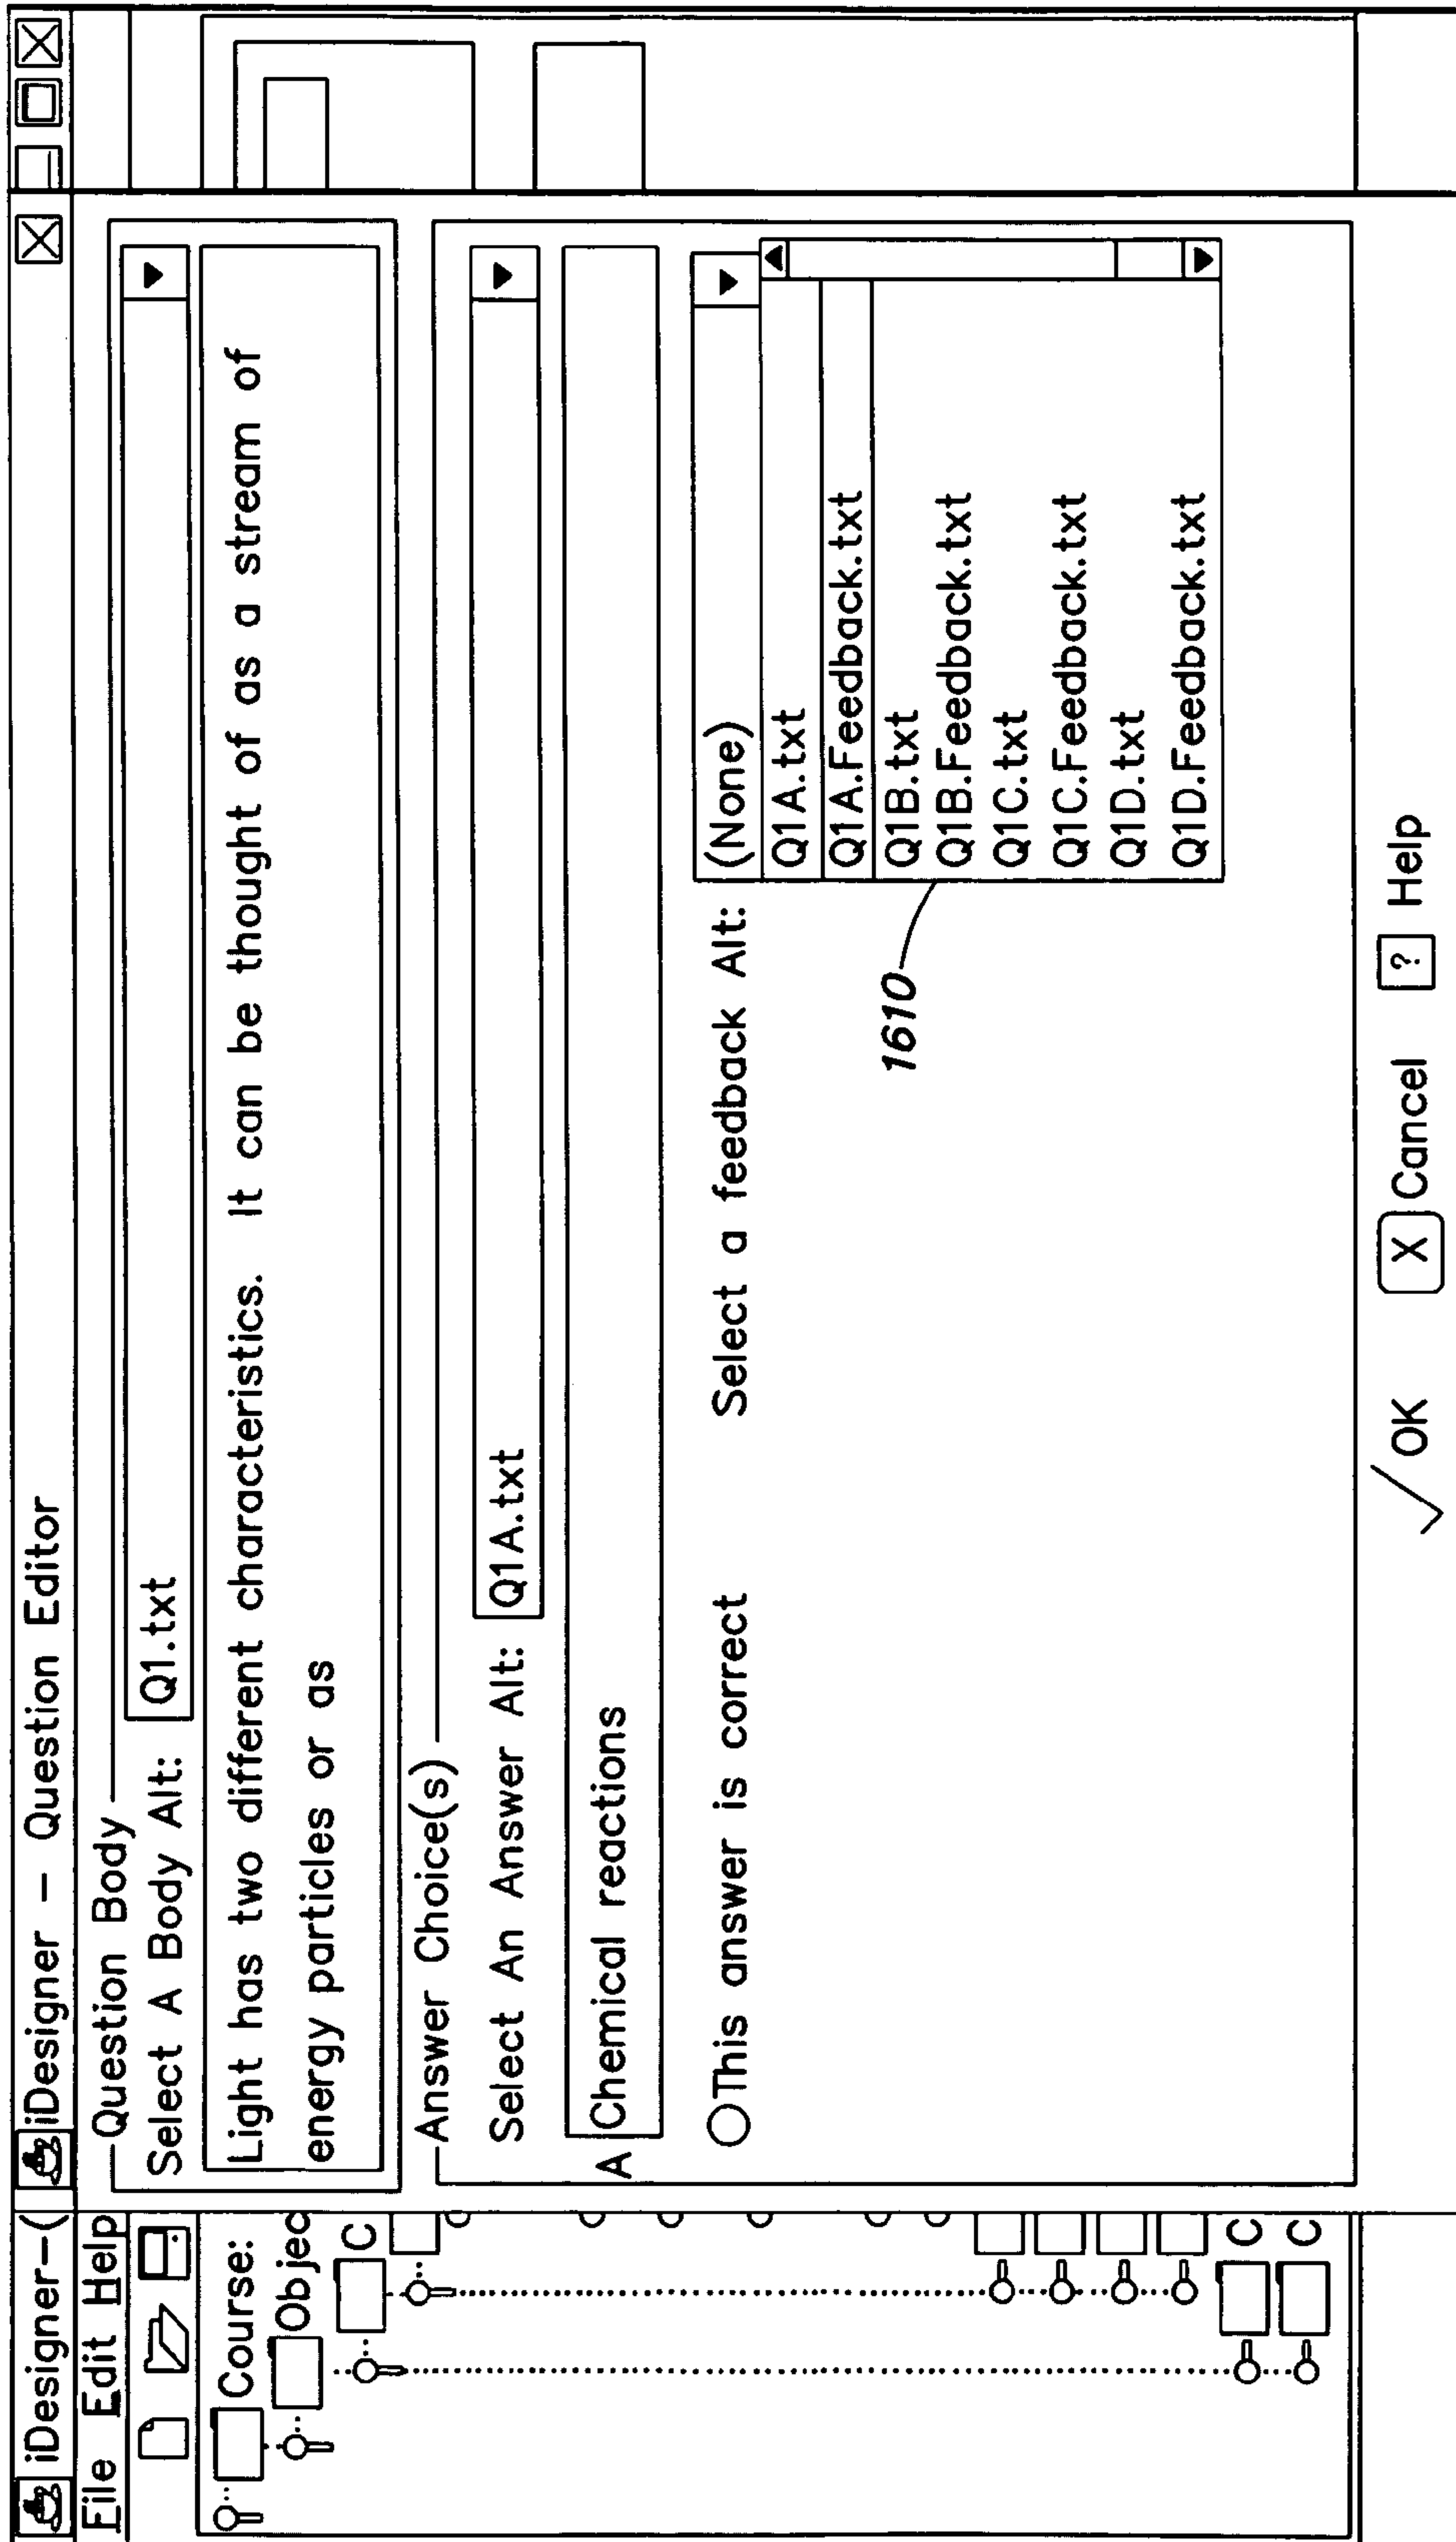 iDesigner-(
iDesigner - Question Editor
File Edit Help
Course:
Objec
C
C
C
Question Body
Select A Body Alt: Q1.txt
Light has two different characteristics. It can be thought of as a stream of
energy particles or as
Answer Choice(s)
Select An Answer Alt: Q1A.txt
A Chemical reactions
This answer is correct
Select a feedback Alt: (None)
Q1A.txt
Q1A.Feedback.txt
Q1B.txt
Q1B.Feedback.txt
Q1C.txt
Q1C.Feedback.txt
Q1D.txt
Q1D.Feedback.txt
1610
OK X Cancel ? Help